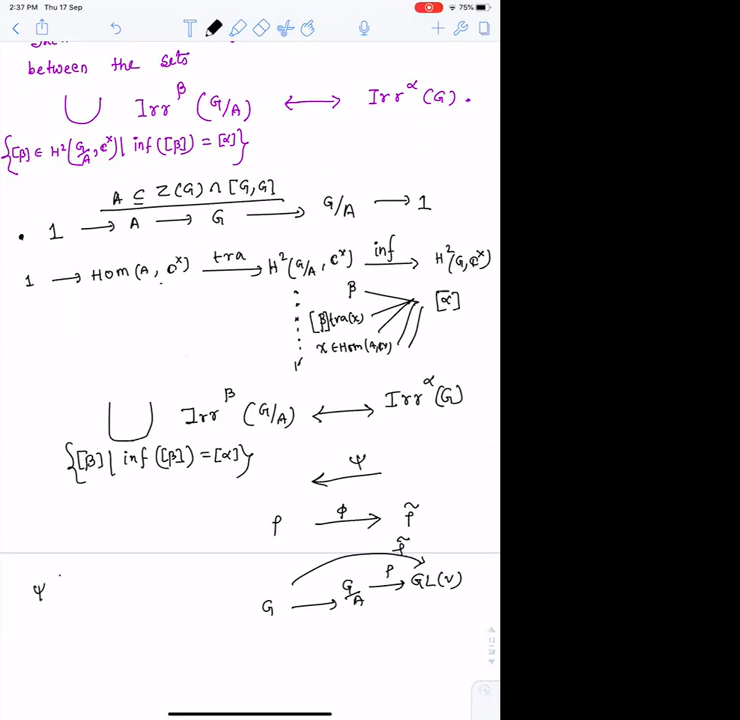 2:37 PM Thu 17 Sep 75%
between the sets
⋃ Irr^β (G/A) ⟷ Irr^α (G).
{[β] ∈ H²(G/A, ℂ^×) | inf([β]) = [α]}
A ⊆ Z(G) ∩ [G,G]
• 1 → A → G → G/A → 1
1 → Hom(A, ℂ^×) —tra→ H²(G/A, ℂ^×) —inf→ H²(G, ℂ^×)
β [α]
[β]tra(χ)
χ ∈ Hom(A, ℂ^×)
⋃ Irr^β (G/A) ⟷ Irr^α (G)
{[β] | inf([β]) = [α]}
ψ ←
ρ —ϕ→ ρ̃
ρ̃
ψ G → G/A —ρ→ GL(V)